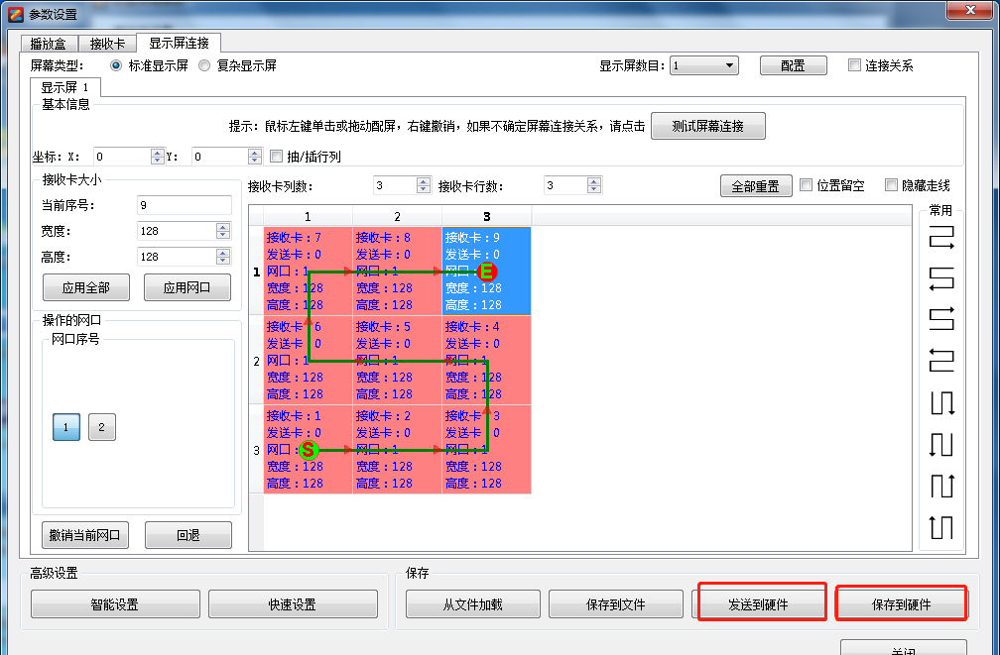 参数设置
播放盒 接收卡 显示屏连接
屏幕类型: 标准显示屏 复杂显示屏 显示屏数目: 1 配置 连接关系
显示屏 1
基本信息
提示: 鼠标左键单击或拖动配屏, 右键撤销, 如果不确定屏幕连接关系, 请点击 测试屏幕连接
坐标: X: 0 Y: 0 抽/插行列
接收卡大小 接收卡列数: 3 接收卡行数: 3 全部重置 位置留空 隐藏走线
当前序号: 9
宽度: 128
高度: 128
应用全部 应用网口
操作的网口
网口序号
1 2
撤销当前网口 回退
1 2 3
1
接收卡:7 接收卡:8 接收卡:9
发送卡:0 发送卡:0 发送卡:0
网口:1 网口:1 网口: E
宽度:128 宽度:128 宽度:128
高度:128 高度:128 高度:128
2
接收卡:6 接收卡:5 接收卡:4
发送卡:0 发送卡:0 发送卡:0
网口:1 网口:1 网口:1
宽度:128 宽度:128 宽度:128
高度:128 高度:128 高度:128
3
接收卡:1 接收卡:2 接收卡:3
发送卡:0 发送卡:0 发送卡:0
网口: S 网口:1 网口:1
宽度:128 宽度:128 宽度:128
高度:128 高度:128 高度:128
常用
高级设置 保存
智能设置 快速设置 从文件加载 保存到文件 发送到硬件 保存到硬件
关闭